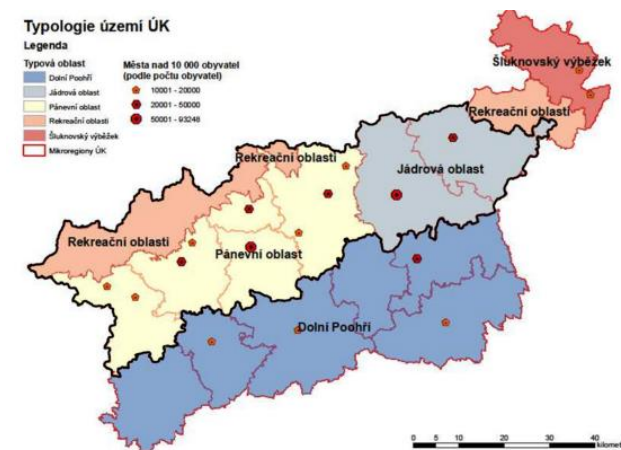 Typologie území ÚK
Legenda
Typová oblast
Dolní Poohří
Jádrová oblast
Pánevní oblast
Rekreační oblasti
Šluknovský výběžek
Mikroregiony ÚK
Města nad 10 000 obyvatel
(podle počtu obyvatel)
10001 - 20000
20001 - 50000
50001 - 93248
Šluknovský výběžek
Rekreační oblasti
Rekreační oblasti
Jádrová oblast
Rekreační oblasti
Pánevní oblast
Dolní Poohří
0 5 10 20 30 40
kilometers